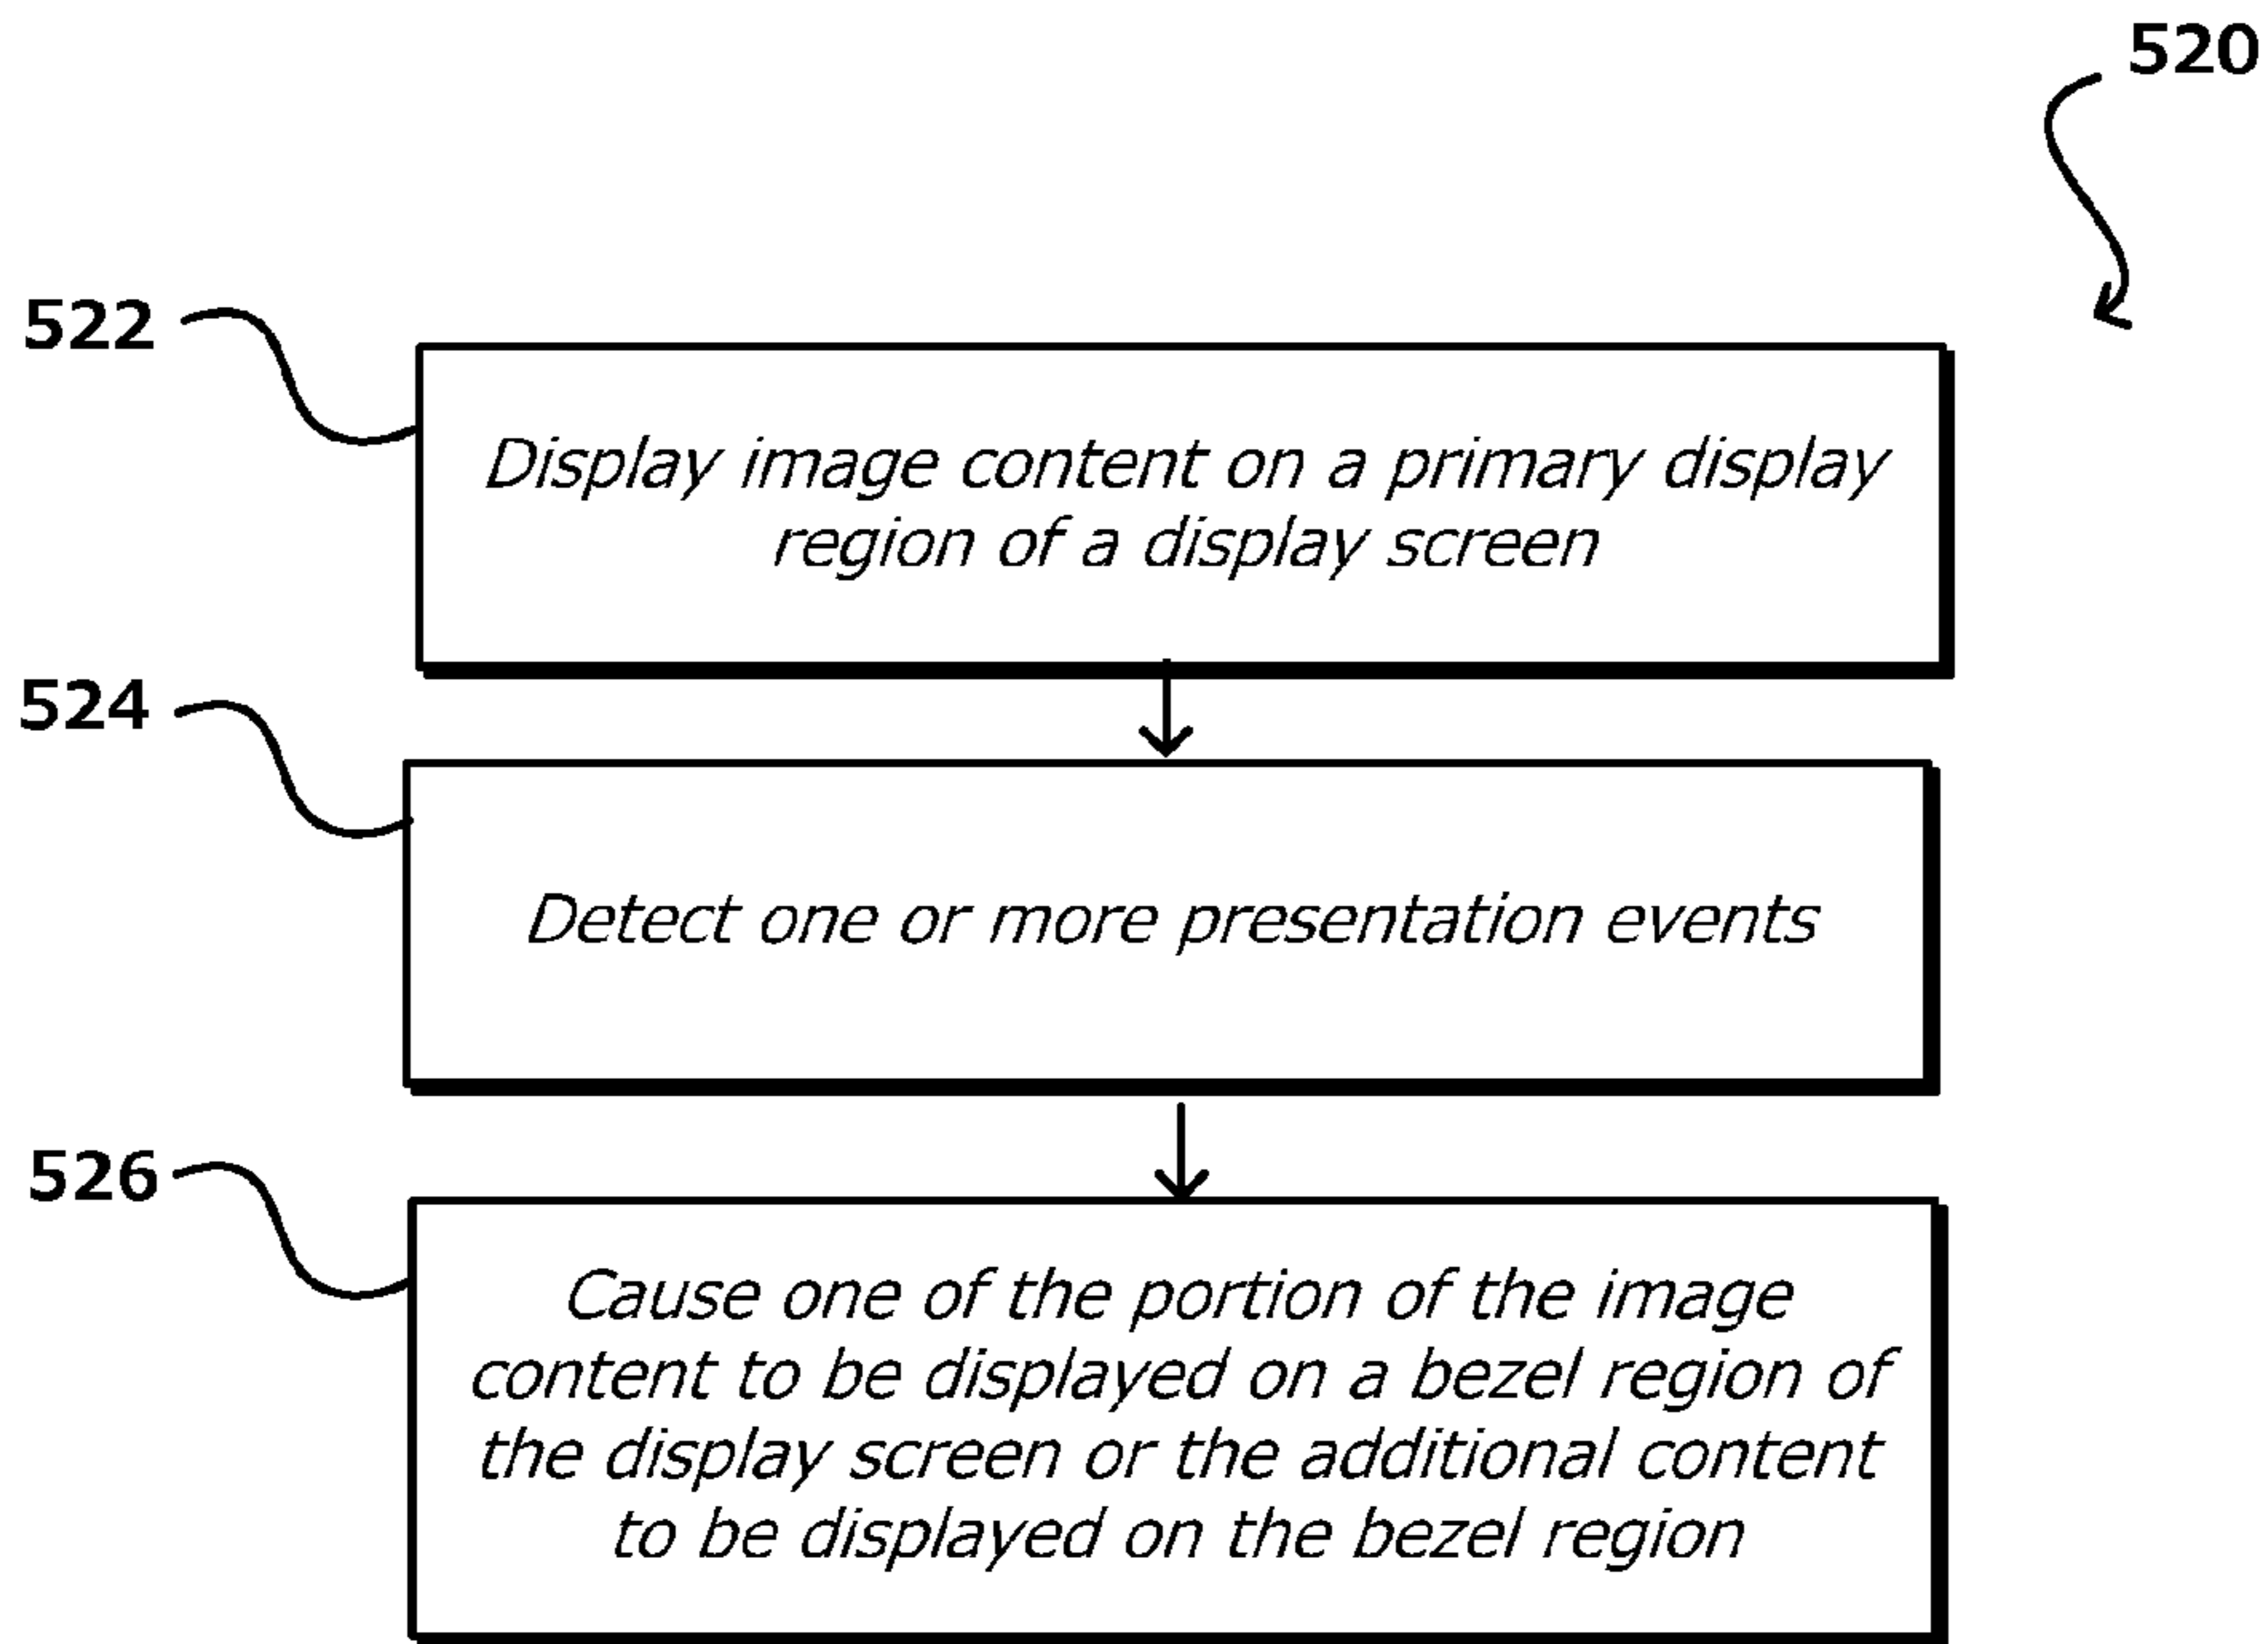 520
522
Display image content on a primary display
region of a display screen
524
Detect one or more presentation events
526
Cause one of the portion of the image
content to be displayed on a bezel region of
the display screen or the additional content
to be displayed on the bezel region